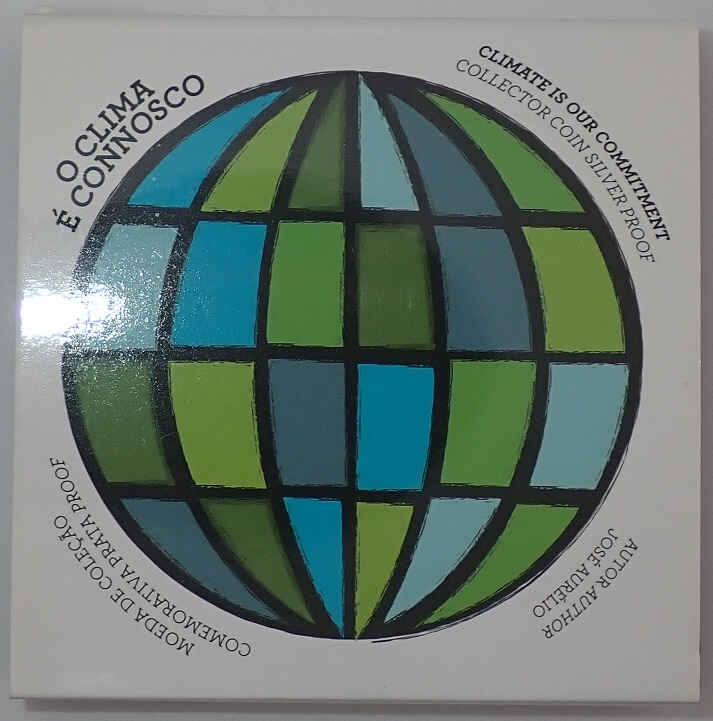 O CLIMA
É CONNOSCO
CLIMATE IS OUR COMMITMENT
COLLECTOR COIN SILVER PROOF
MOEDA DE COLEÇÃO
COMEMORATIVA PRATA PROOF
AUTOR AUTHOR
JOSÉ AURÉLIO